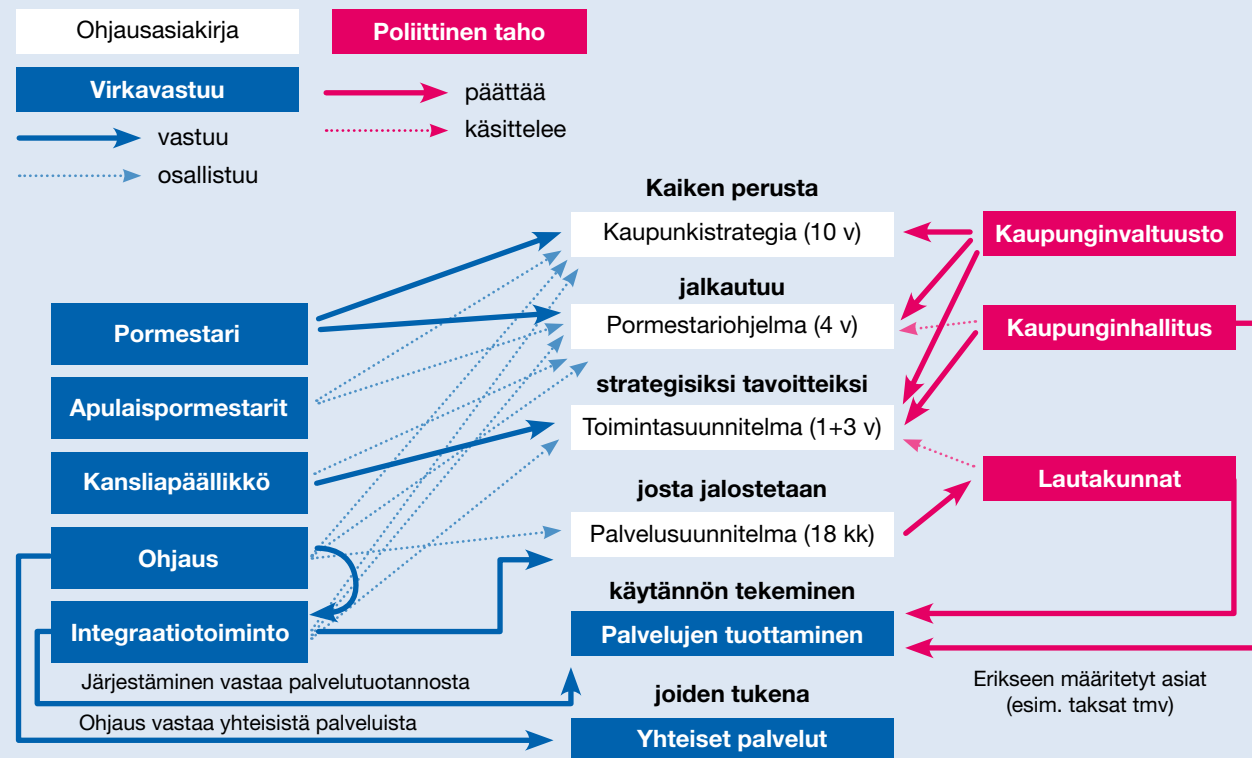 Ohjausasiakirja
Poliittinen taho
Virkavastuu
päättää
vastuu
käsittelee
osallistuu
Kaiken perusta
Kaupunkistrategia (10 v)
Kaupunginvaltuusto
jalkautuu
Pormestari
Pormestariohjelma (4 v)
Kaupunginhallitus
strategisiksi tavoitteiksi
Apulaispormestarit
Toimintasuunnitelma (1+3 v)
Kansliapäällikkö
josta jalostetaan
Lautakunnat
Palvelusuunnitelma (18 kk)
Ohjaus
käytännön tekeminen
Integraatiotoiminto
Palvelujen tuottaminen
Järjestäminen vastaa palvelutuotannosta
joiden tukena
Erikseen määritetyt asiat
(esim. taksat tmv)
Ohjaus vastaa yhteisistä palveluista
Yhteiset palvelut